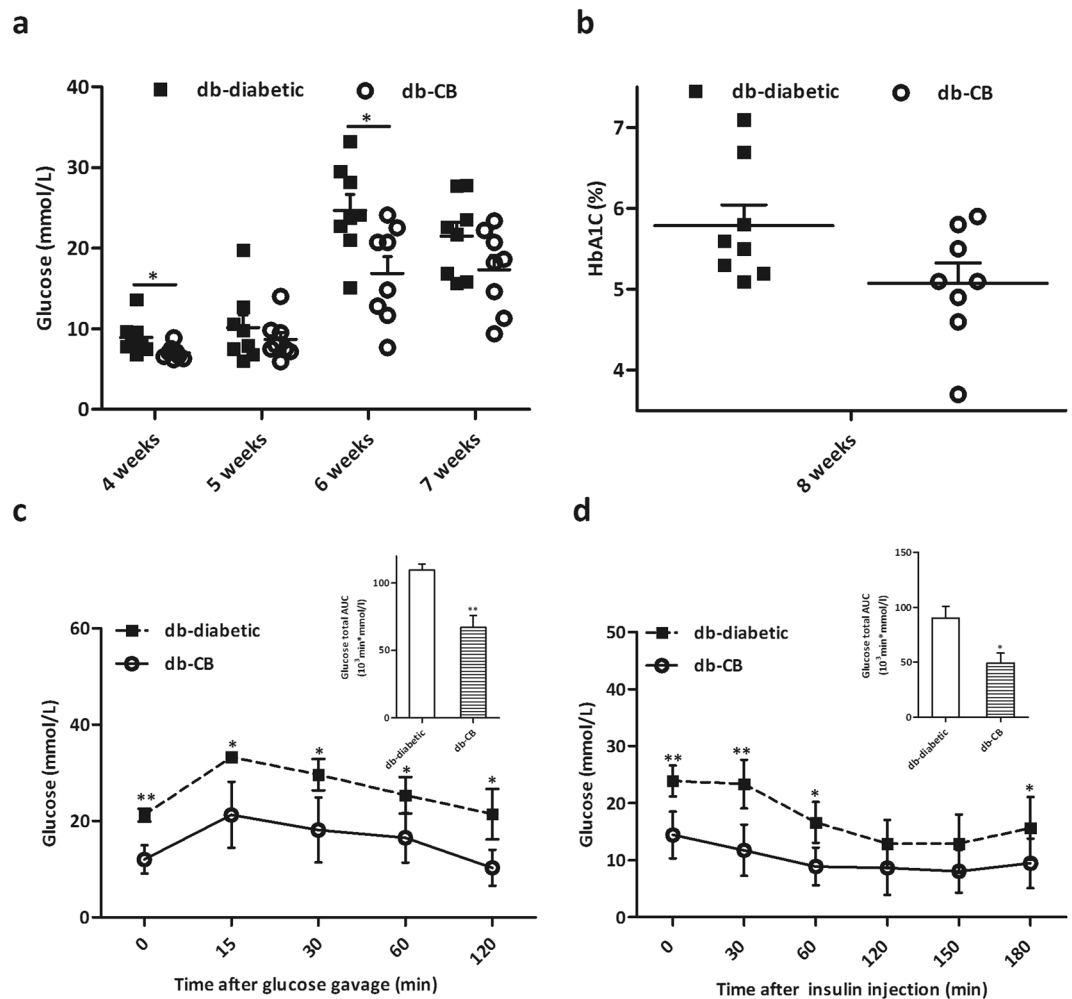 a
db-diabetic
db-CB
Glucose (mmol/L)
40
30
20
10
0
*
*
4 weeks
5 weeks
6 weeks
7 weeks
b
db-diabetic
db-CB
HbA1C (%)
7
6
5
4
8 weeks
c
db-diabetic
db-CB
Glucose (mmol/L)
60
40
20
0
**
*
*
*
*
0
15
30
60
120
Time after glucose gavage (min)
Glucose total AUC
(10³min*mmol/l)
100
50
0
**
db-diabetic
db-CB
d
db-diabetic
db-CB
Glucose (mmol/L)
50
40
30
20
10
0
**
**
*
*
0
30
60
120
150
180
Time after insulin injection (min)
Glucose total AUC
(10³min*mmol/l)
150
100
50
0
*
db-diabetic
db-CB